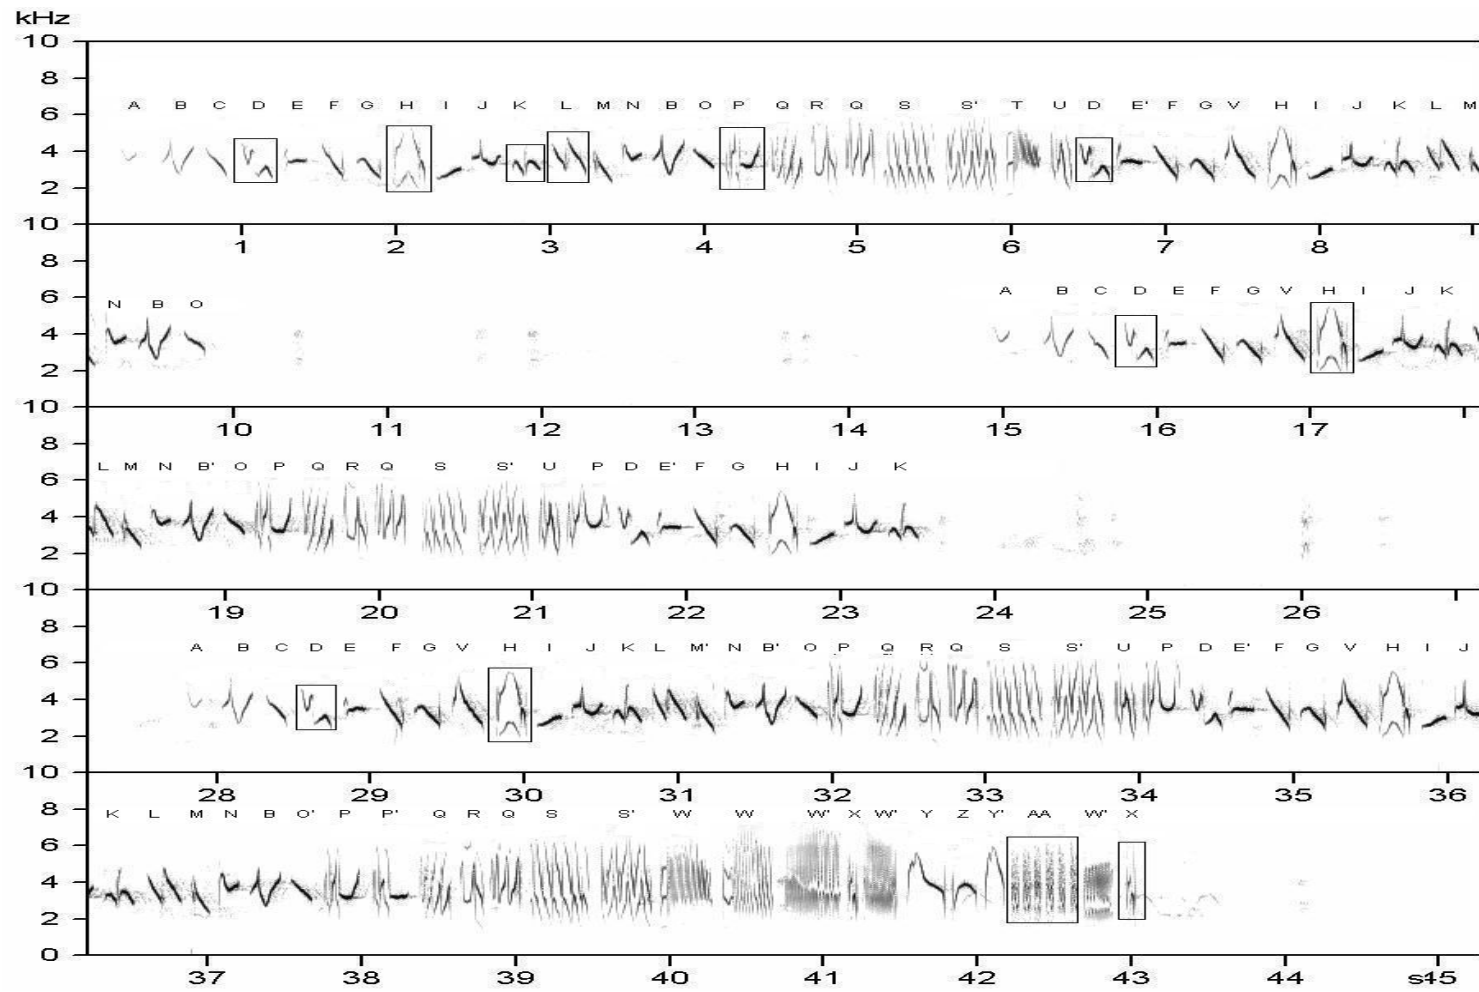 kHz
10
8
A B C D E F G H I J K L M N B O P Q R Q S S' T U D E' F G V H I J K L M
6
4
2
10
1 2 3 4 5 6 7 8
8
6
A B C D E F G V H I J K
N B O
4
2
10
10 11 12 13 14 15 16 17
8
L M N B' O P Q R Q S S' U P D E' F G H I J K
6
4
2
10
19 20 21 22 23 24 25 26
8
A B C D E F G V H I J K L M' N B' O P Q R Q S S' U P D E' F G V H I J
6
4
2
10
28 29 30 31 32 33 34 35 36
8
K L M N B O' P P' Q R Q S S' W W W' X W' Y Z Y' AA W' X
6
4
2
0
37 38 39 40 41 42 43 44 s45